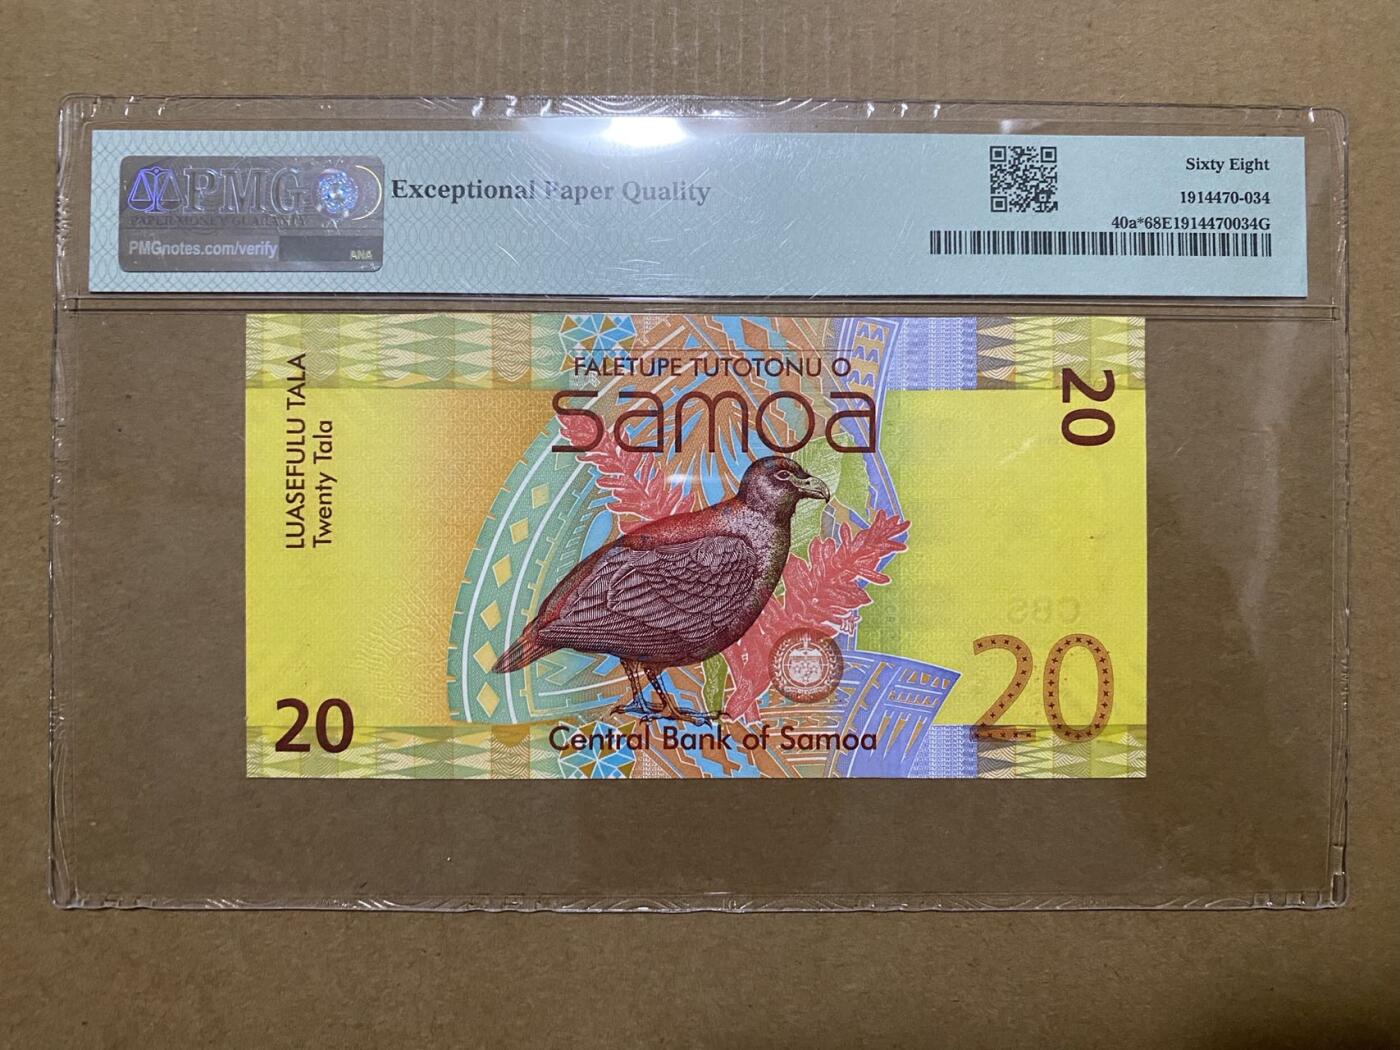 PMG
PAPER MONEY GUARANTY
PMGnotes.com/verify
ANA
Exceptional Paper Quality
Sixty Eight
1914470-034
40a*68E1914470034G
FALETUPE TUTOTONU O
samoa
LUASEFULU TALA
Twenty Tala
20
CBS
20
20
Central Bank of Samoa